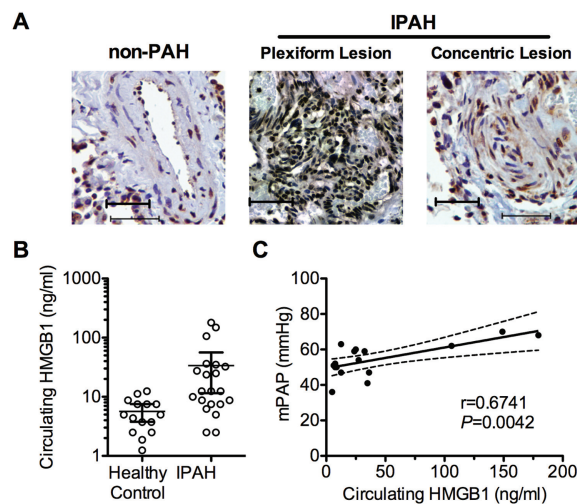 A
IPAH
non-PAH
Plexiform Lesion
Concentric Lesion
B
C
Circulating HMGB1 (ng/ml)
1000
100
10
1
Healthy
Control
IPAH
mPAP (mmHg)
100
80
60
40
20
0
r=0.6741
P=0.0042
0
50
100
150
200
Circulating HMGB1 (ng/ml)